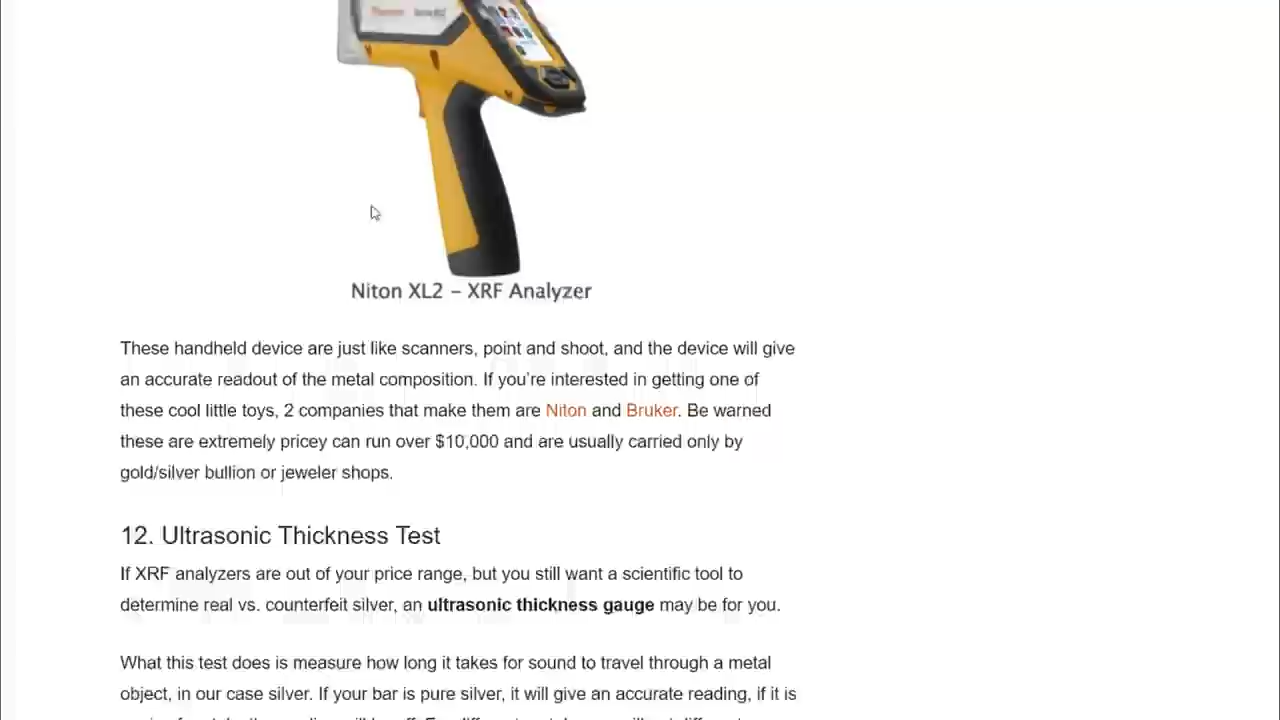 Niton XL2 – XRF Analyzer
These handheld device are just like scanners, point and shoot, and the device will give
an accurate readout of the metal composition. If you're interested in getting one of
these cool little toys, 2 companies that make them are Niton and Bruker. Be warned
these are extremely pricey can run over $10,000 and are usually carried only by
gold/silver bullion or jeweler shops.
12. Ultrasonic Thickness Test
If XRF analyzers are out of your price range, but you still want a scientific tool to
determine real vs. counterfeit silver, an ultrasonic thickness gauge may be for you.
What this test does is measure how long it takes for sound to travel through a metal
object, in our case silver. If your bar is pure silver, it will give an accurate reading, if it is